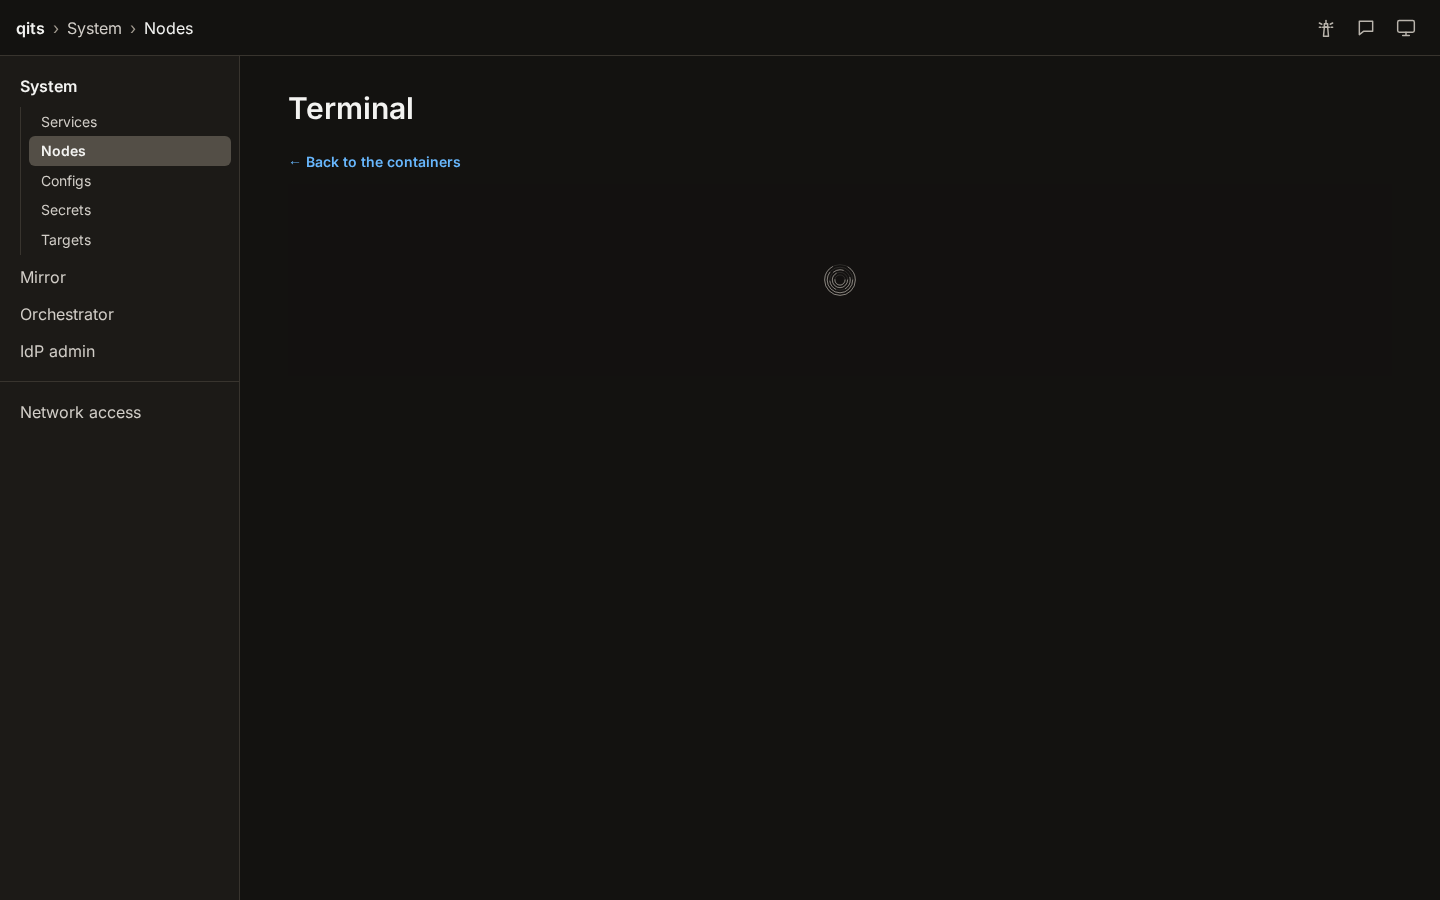 qits › System › Nodes
System
Services
Nodes
Configs
Secrets
Targets
Mirror
Orchestrator
IdP admin
Network access
Terminal
← Back to the containers